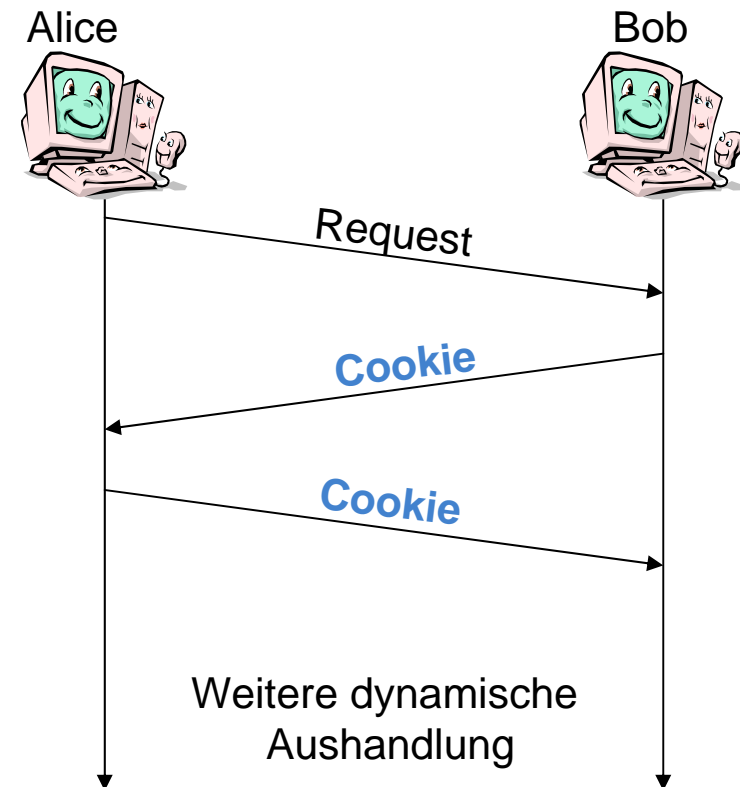 Alice
Bob
Request
Cookie
Cookie
Weitere dynamische
Aushandlung